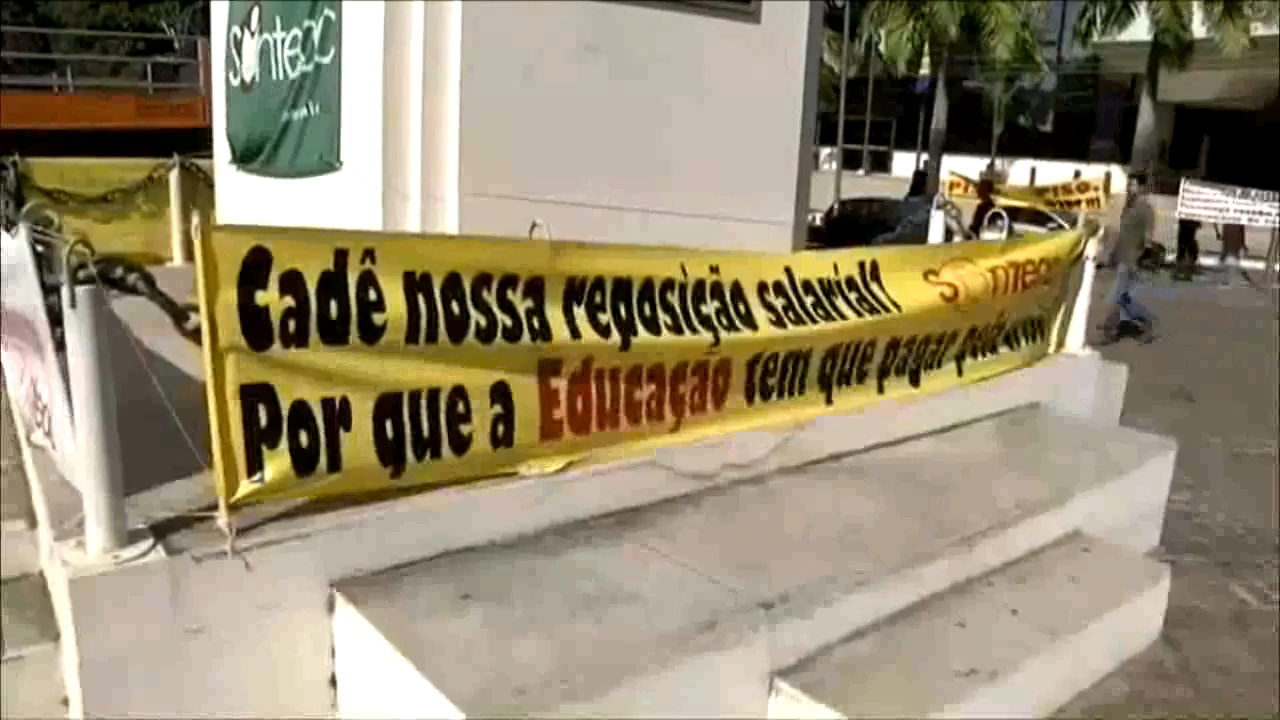 sinteac
Cadê nossa reposição salarial?
sinteac
Por que a Educação tem que pagar